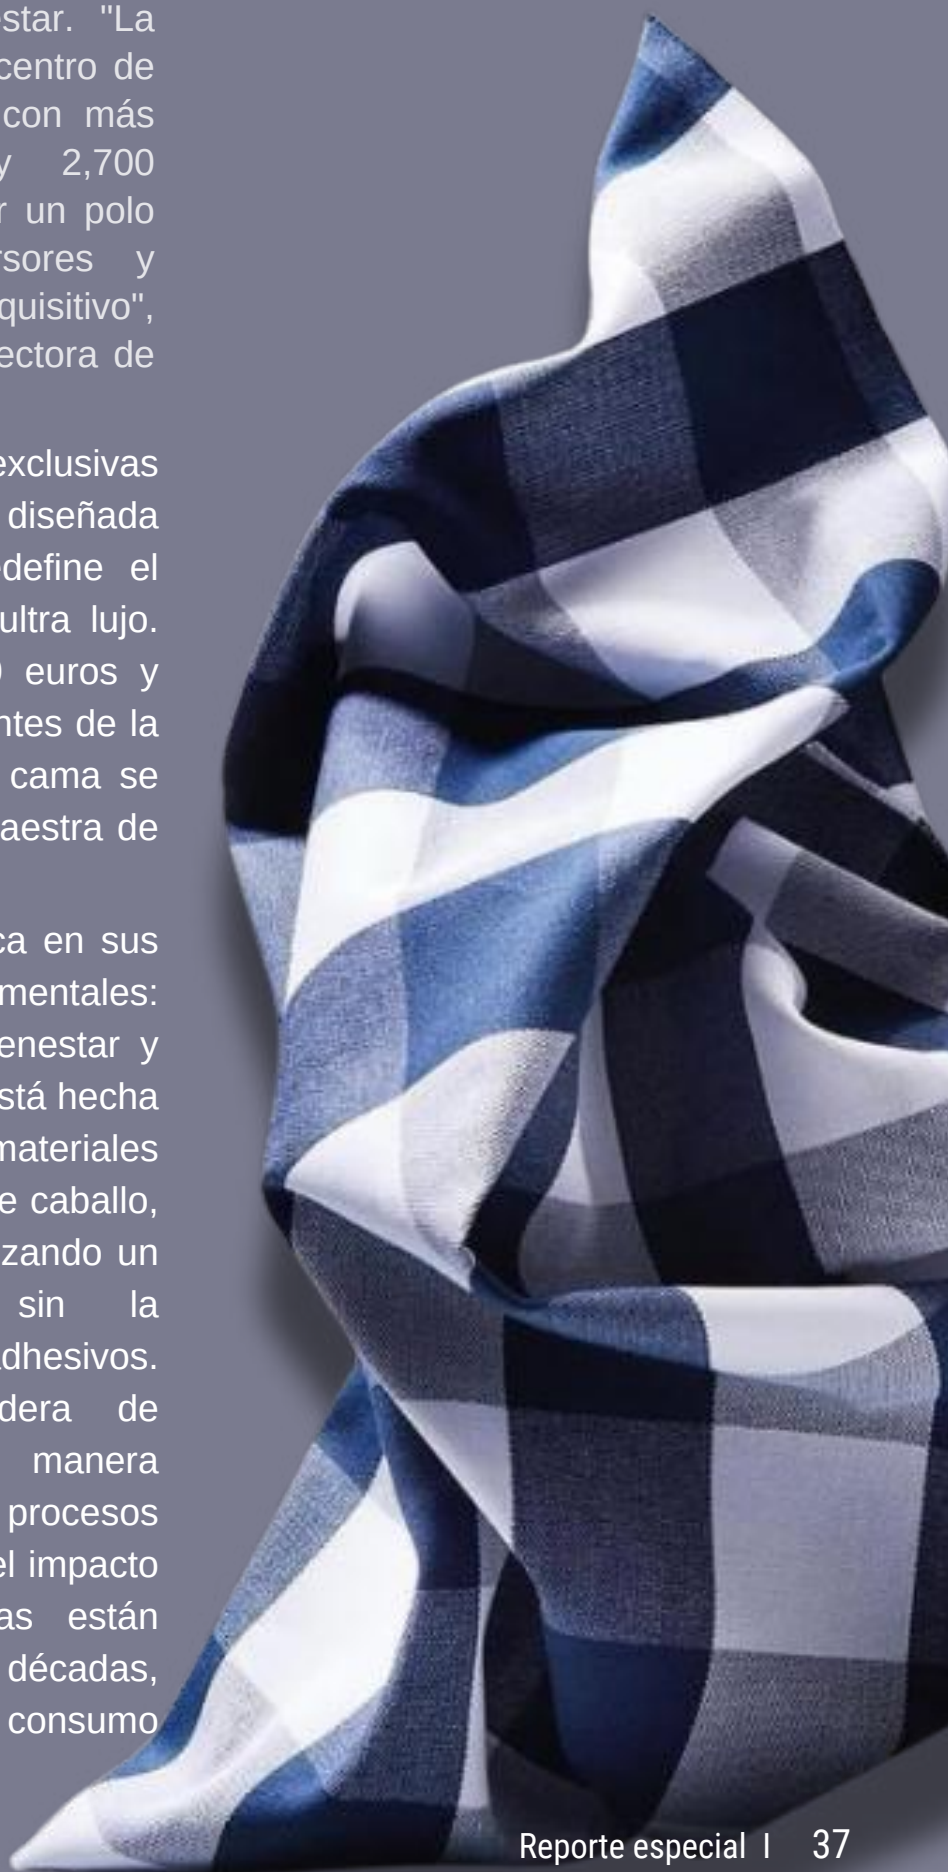 estar. "La
centro de
con más
y 2,700
r un polo
rsores y
quisitivo",
ectora de
exclusivas
diseñada
define el
ultra lujo.
euros y
ntes de la
cama se
aestra de
ca en sus
mentales:
enestar y
stá hecha
materiales
e caballo,
zando un
sin la
adhesivos.
dera de
manera
procesos
el impacto
as están
décadas,
consumo
Reporte especial | 37